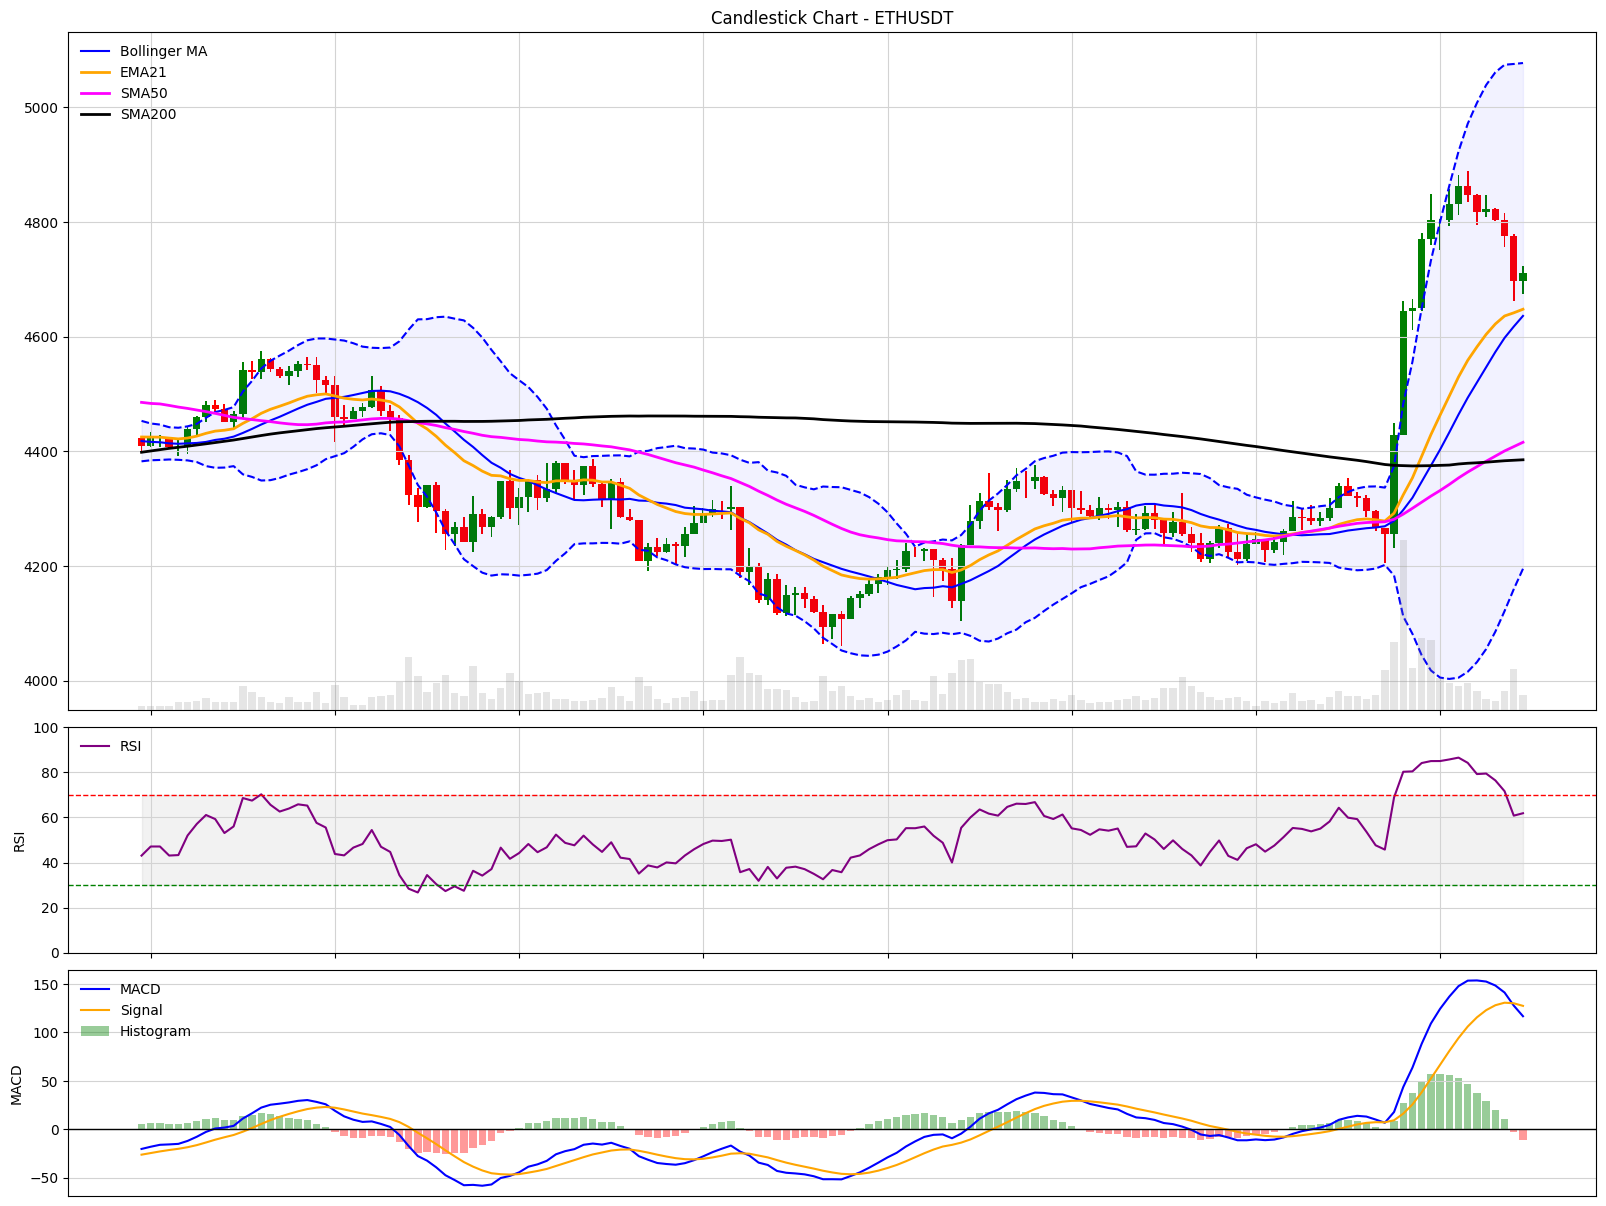 Candlestick Chart - ETHUSDT
Bollinger MA
EMA21
SMA50
SMA200
5000
4800
4600
4400
4200
4000
RSI
100
80
60
40
20
0
RSI
MACD
Signal
Histogram
150
100
50
0
−50
MACD